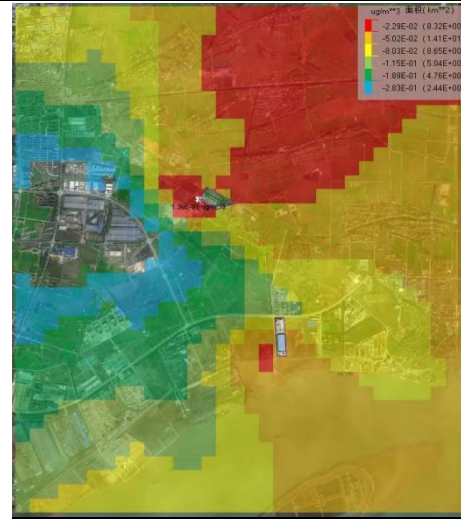 ug/m**3 面积(km**2)
-2.29E-02 (8.32E+00
-5.02E-02 (1.41E+01
-8.03E-02 (8.65E+00
-1.15E-01 (5.04E+00
-1.89E-01 (4.76E+00
-2.83E-01 (2.44E+00